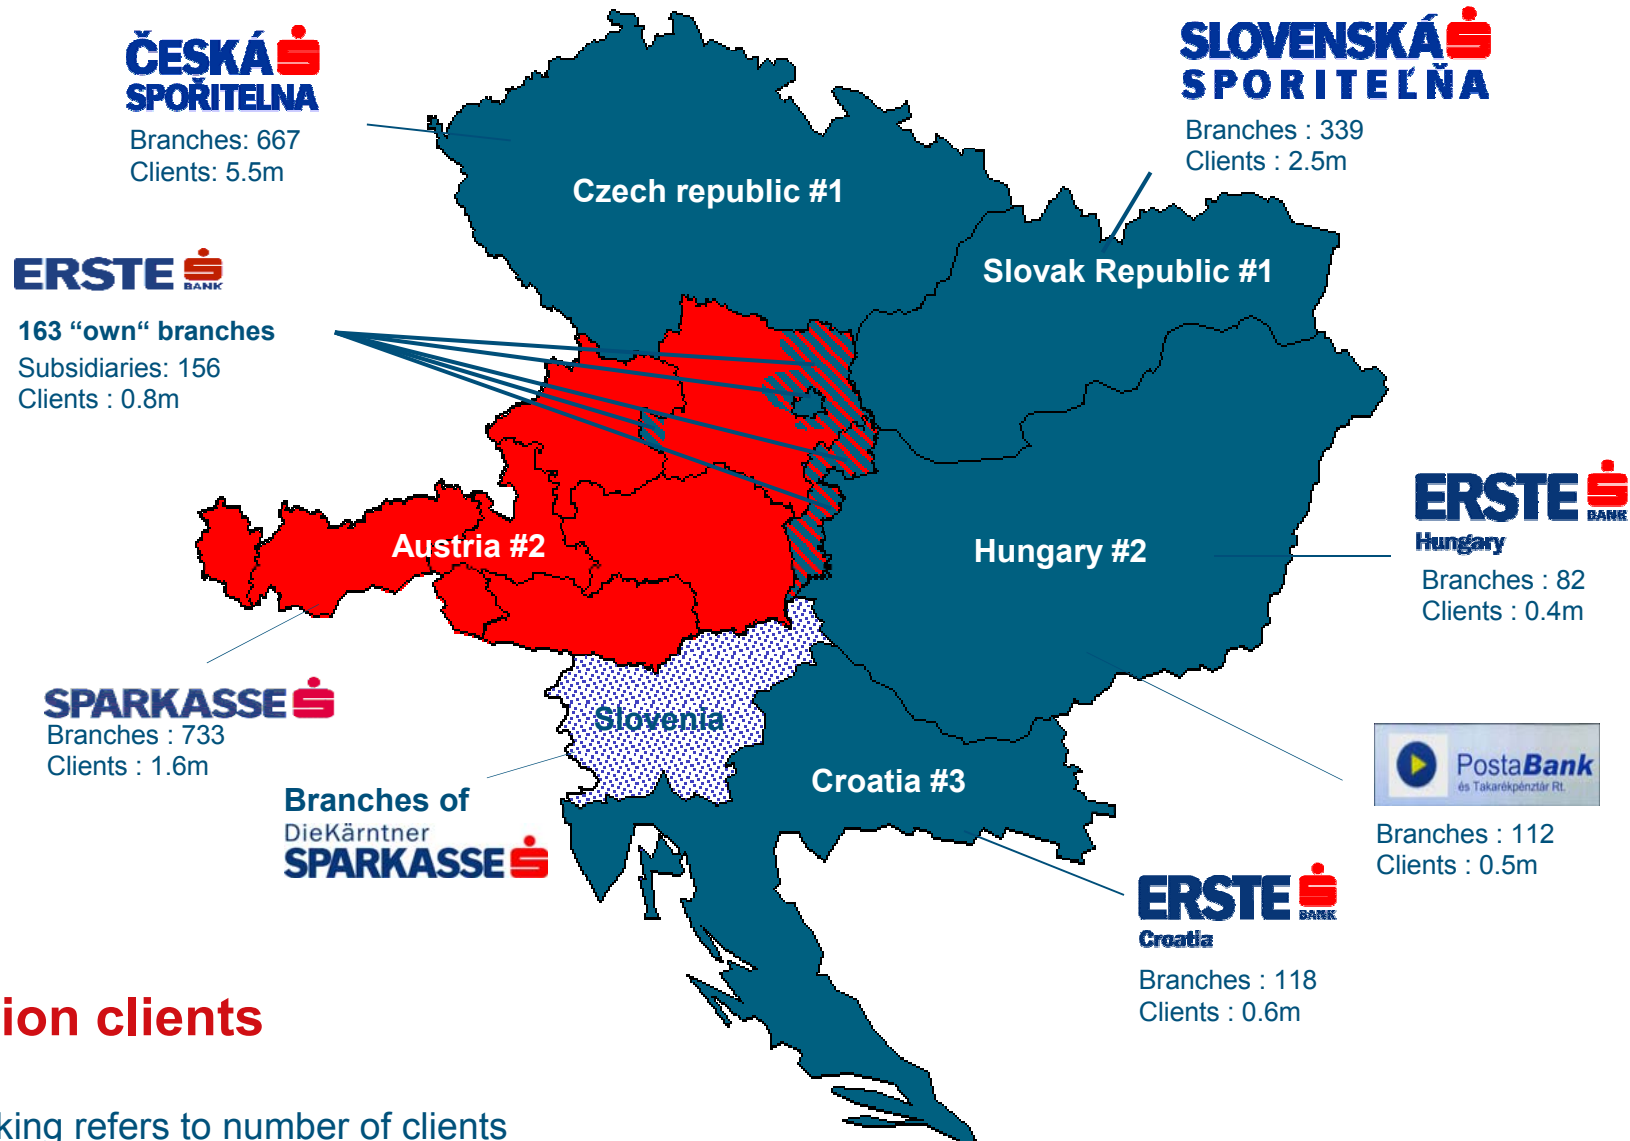 ČESKÁ
SPOŘITELNA
Branches: 667
Clients: 5.5m
SLOVENSKÁ
SPORITEĽŇA
Branches : 339
Clients : 2.5m
Czech republic #1
Slovak Republic #1
ERSTE BANK
163 “own“ branches
Subsidiaries: 156
Clients : 0.8m
Austria #2
Hungary #2
ERSTE BANK
Hungary
Branches : 82
Clients : 0.4m
SPARKASSE
Branches : 733
Clients : 1.6m
Slovenia
Branches of
DieKärntner
SPARKASSE
Croatia #3
PostaBank
és Takarékpénztár Rt.
Branches : 112
Clients : 0.5m
ERSTE BANK
Croatia
Branches : 118
Clients : 0.6m
ion clients
king refers to number of clients